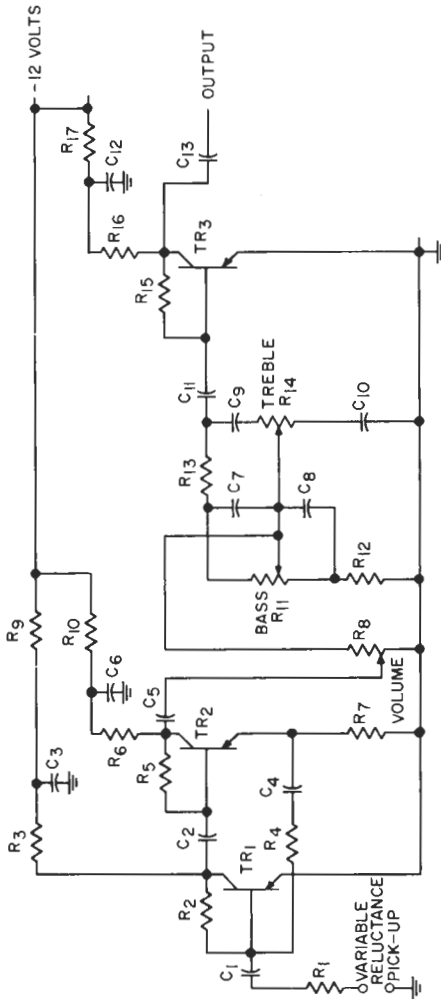 -12 VOLTS
R9
R17
C12
R10
C3
C6
R3
R16
R6
C13
OUTPUT
R5
C5
R15
TR3
R2
C2
TR2
TR1
C11
R13
C9
C7
TREBLE
R14
BASS
R11
C8
C10
R12
R8
VOLUME
C4
R4
R7
C1
R1
VARIABLE
RELUCTANCE
PICK-UP